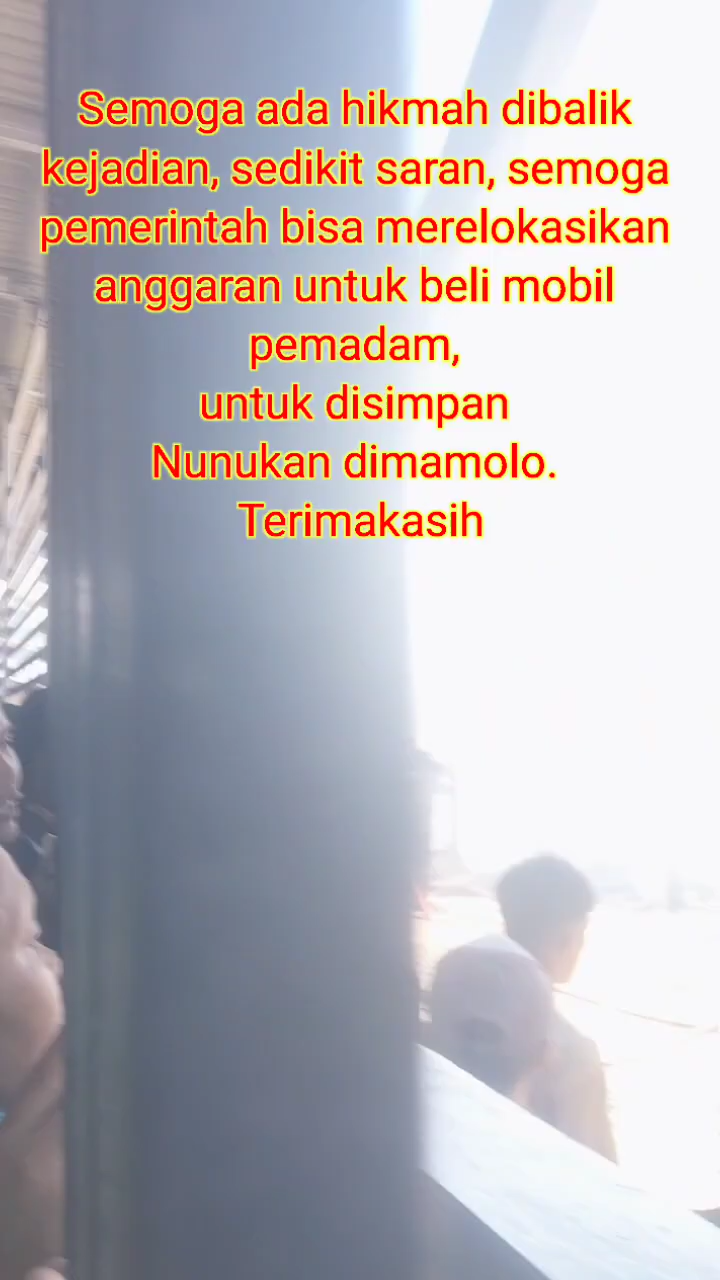 Semoga ada hikmah dibalik
kejadian, sedikit saran, semoga
pemerintah bisa merelokasikan
anggaran untuk beli mobil
pemadam,
untuk disimpan
Nunukan dimamolo.
Terimakasih